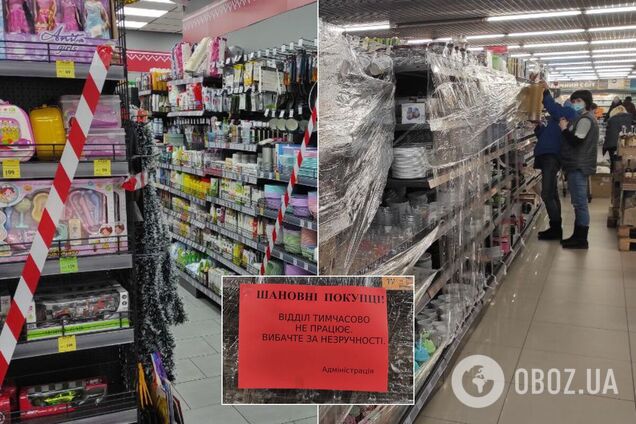 ШАНОВНІ ПОКУПЦІ!
ВІДДІЛ ТИМЧАСОВО
НЕ ПРАЦЮЄ.
ВИБАЧТЕ ЗА НЕЗРУЧНОСТІ.
Адміністрація
OBOZ.UA